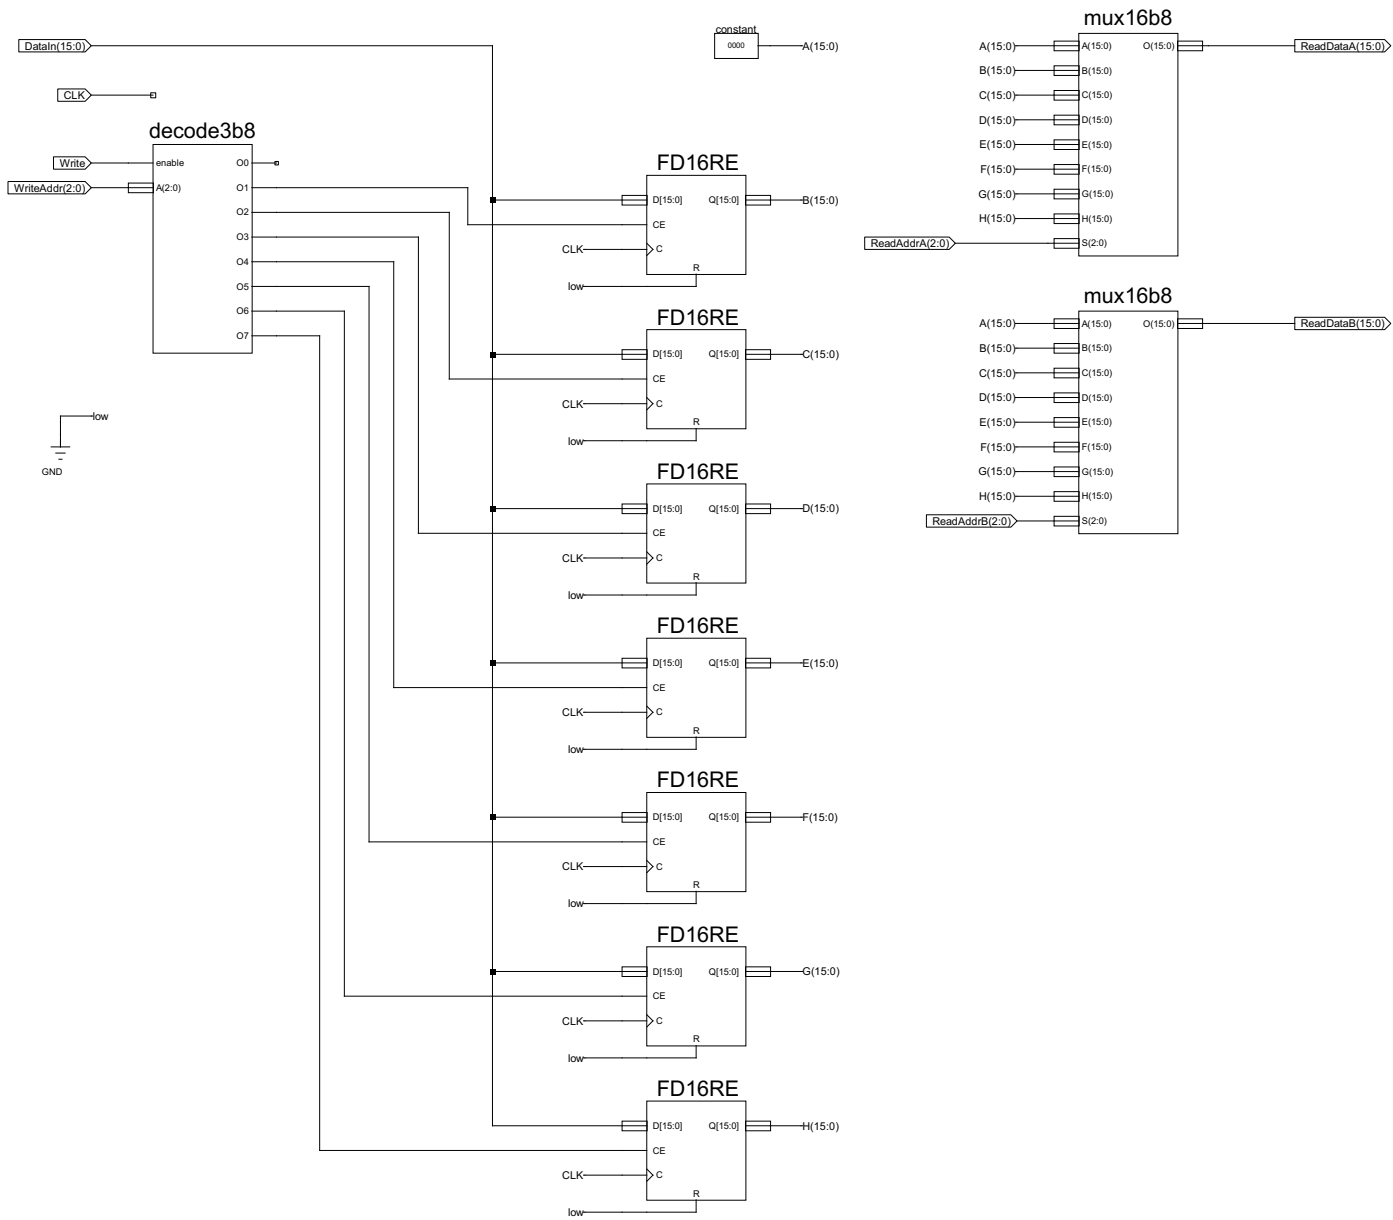 DataIn(15:0)
CLK
decode3b8
Write
enable
O0
WriteAddr(2:0)
A(2:0)
O1
O2
O3
O4
O5
O6
O7
low
GND
constant
0000
A(15:0)
FD16RE
D[15:0]
Q[15:0]
B(15:0)
CE
CLK
C
R
low
FD16RE
D[15:0]
Q[15:0]
C(15:0)
CE
CLK
C
R
low
FD16RE
D[15:0]
Q[15:0]
D(15:0)
CE
CLK
C
R
low
FD16RE
D[15:0]
Q[15:0]
E(15:0)
CE
CLK
C
R
low
FD16RE
D[15:0]
Q[15:0]
F(15:0)
CE
CLK
C
R
low
FD16RE
D[15:0]
Q[15:0]
G(15:0)
CE
CLK
C
R
low
FD16RE
D[15:0]
Q[15:0]
H(15:0)
CE
CLK
C
R
low
mux16b8
A(15:0)
A(15:0)
O(15:0)
ReadDataA(15:0)
B(15:0)
B(15:0)
C(15:0)
C(15:0)
D(15:0)
D(15:0)
E(15:0)
E(15:0)
F(15:0)
F(15:0)
G(15:0)
G(15:0)
H(15:0)
H(15:0)
ReadAddrA(2:0)
S(2:0)
mux16b8
A(15:0)
A(15:0)
O(15:0)
ReadDataB(15:0)
B(15:0)
B(15:0)
C(15:0)
C(15:0)
D(15:0)
D(15:0)
E(15:0)
E(15:0)
F(15:0)
F(15:0)
G(15:0)
G(15:0)
H(15:0)
H(15:0)
ReadAddrB(2:0)
S(2:0)